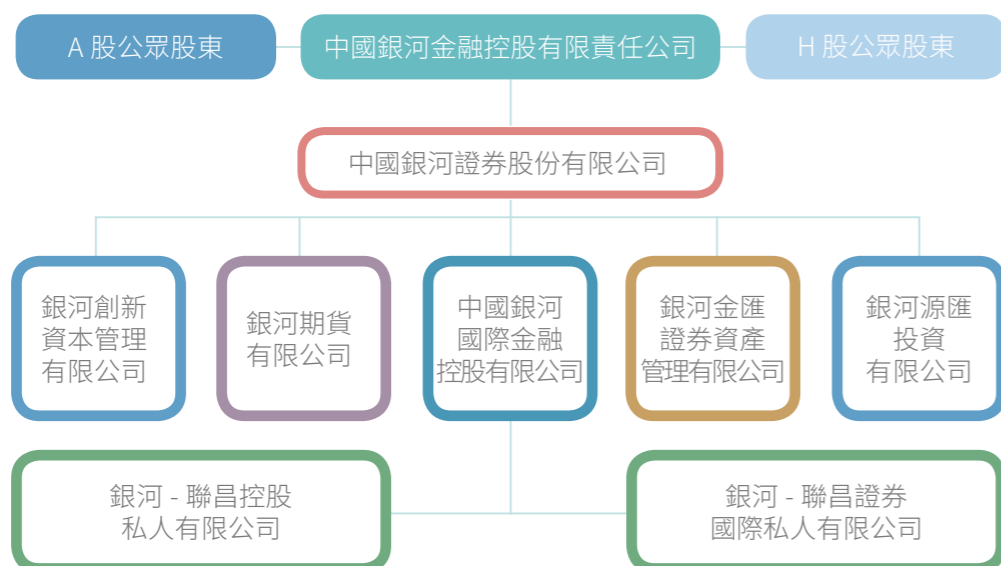 A 股公眾股東
中國銀河金融控股有限責任公司
H 股公眾股東
中國銀河證券股份有限公司
銀河創新
資本管理
有限公司
銀河期貨
有限公司
中國銀河
國際金融
控股有限公司
銀河金匯
證券資產
管理有限公司
銀河源匯
投資
有限公司
銀河 - 聯昌控股
私人有限公司
銀河 - 聯昌證券
國際私人有限公司